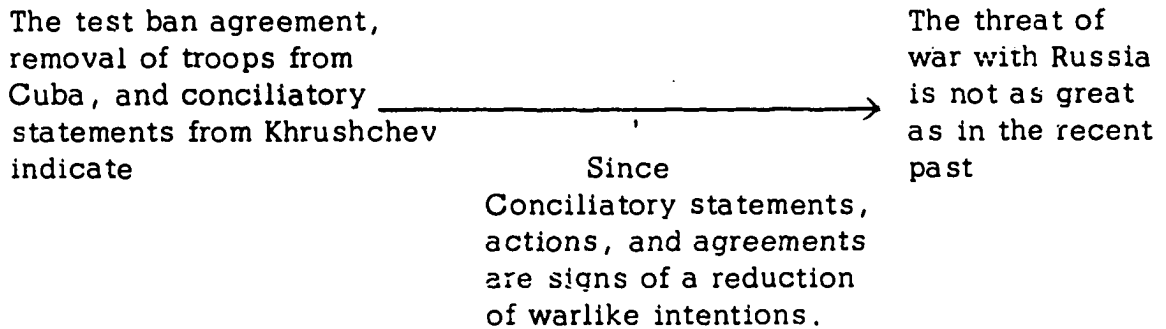 The test ban agreement,
removal of troops from
Cuba, and conciliatory
statements from Khrushchev
indicate
Since
Conciliatory statements,
actions, and agreements
are signs of a reduction
of warlike intentions.
The threat of
war with Russia
is not as great
as in the recent
past